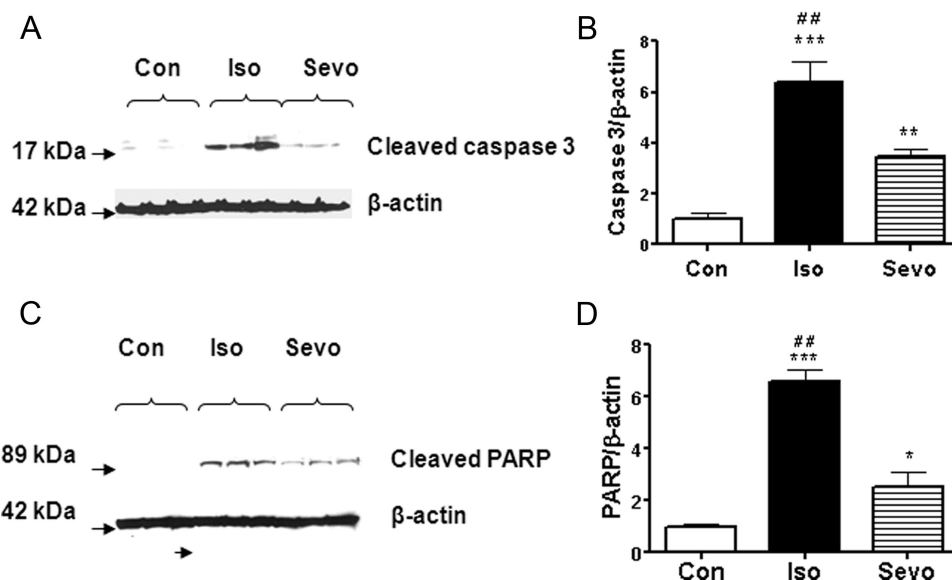 A
Con Iso Sevo
17 kDa
Cleaved caspase 3
42 kDa
β-actin
B
Caspase 3/β-actin
8
6
4
2
0
##
***
**
Con Iso Sevo
C
Con Iso Sevo
89 kDa
Cleaved PARP
42 kDa
β-actin
D
PARP/β-actin
8
6
4
2
0
##
***
*
Con Iso Sevo